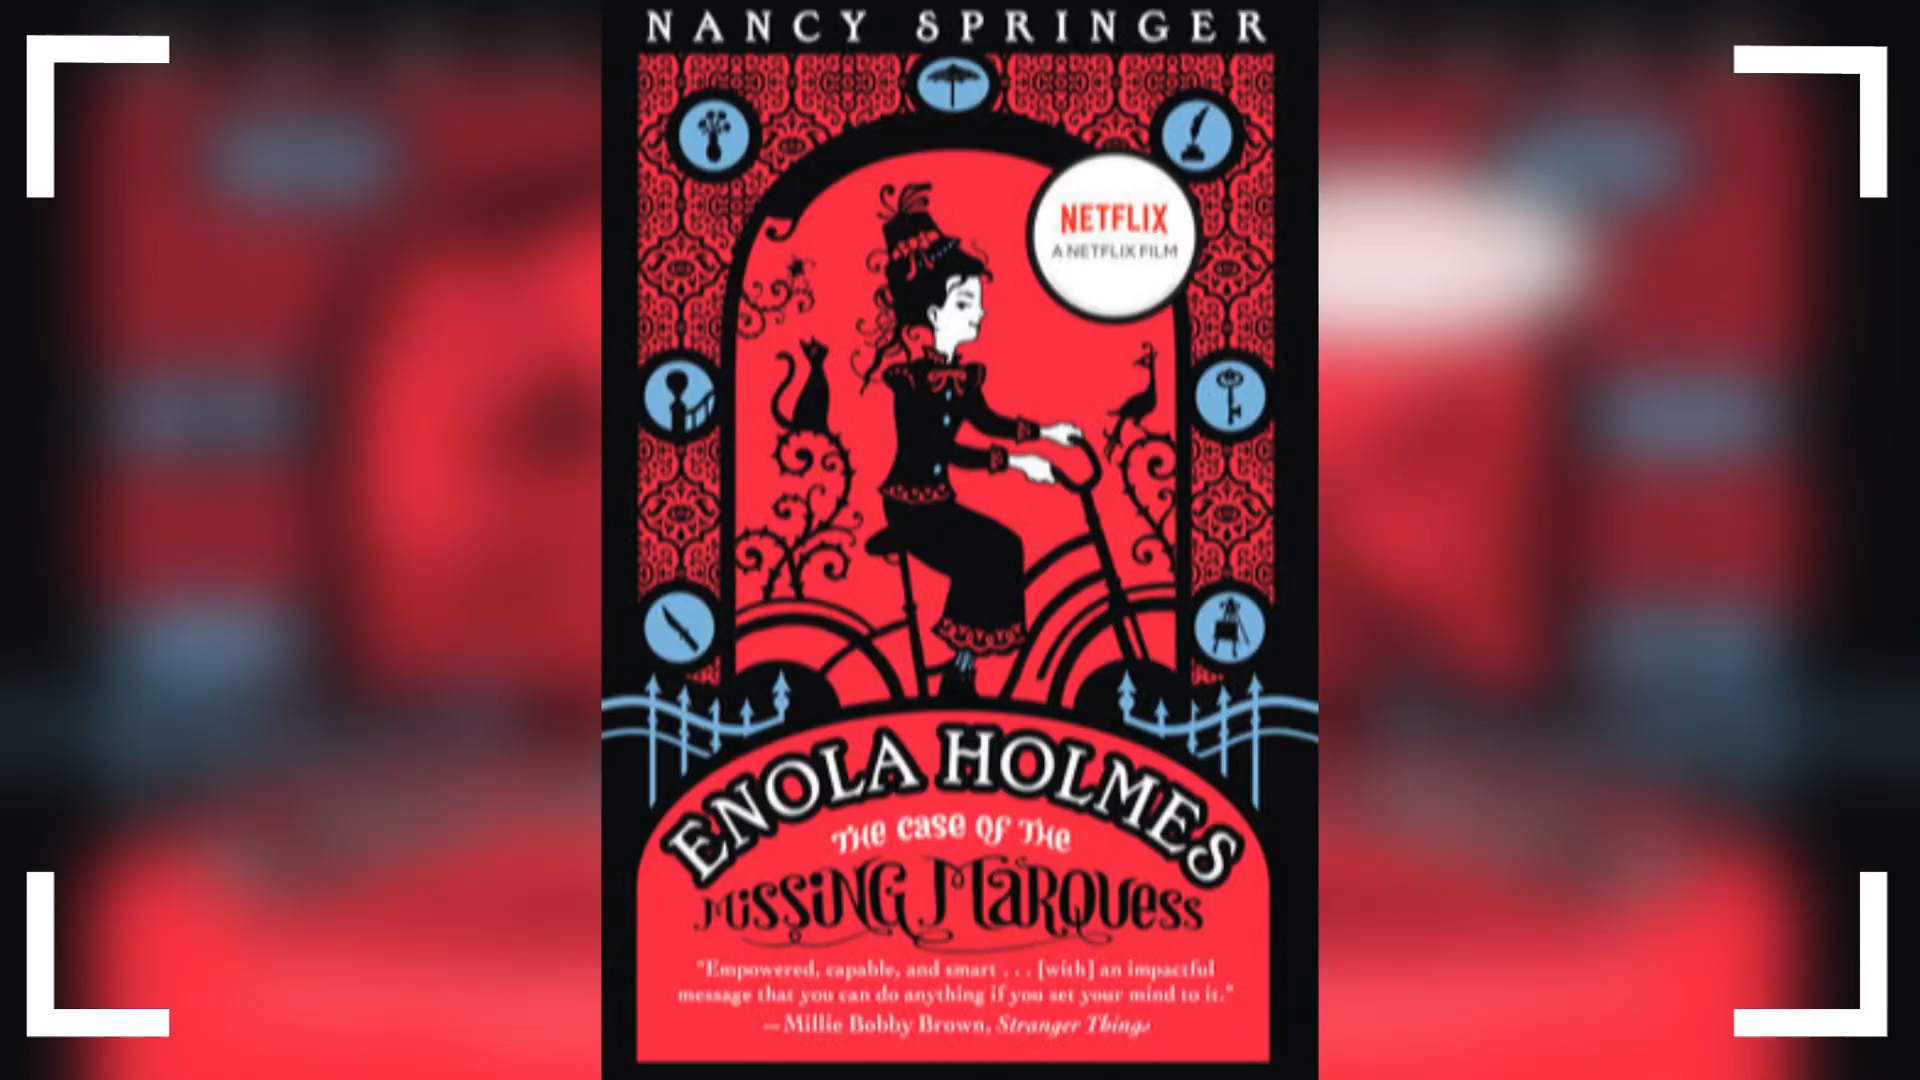 NANCY SPRINGER
NETFLIX
A NETFLIX FILM
ENOLA HOLMES
THE CASE OF THE
MISSING MARQUESS
"Empowered, capable, and smart . . . [with] an impactful
message that you can do anything if you set your mind to it."
—Millie Bobby Brown, Stranger Things